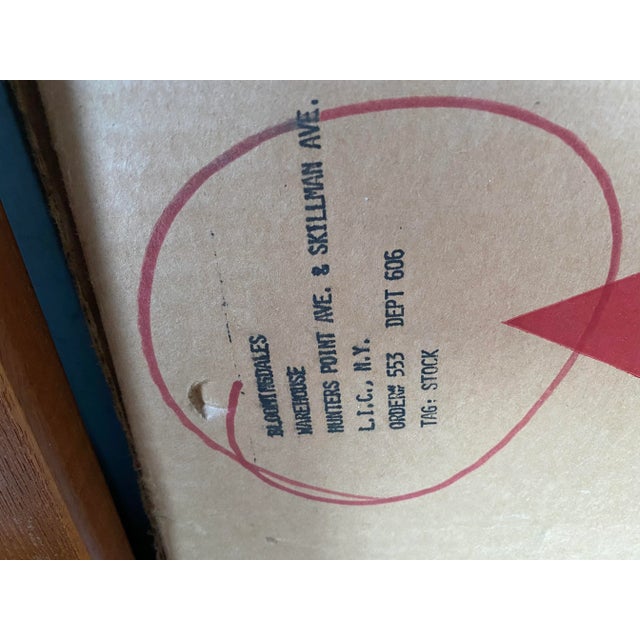 BLOOMINGDALES
WAREHOUSE
HUNTERS POINT AVE. & SKILLMAN AVE.
L.I.C., N.Y.
ORDER# 553 DEPT 606
TAG: STOCK